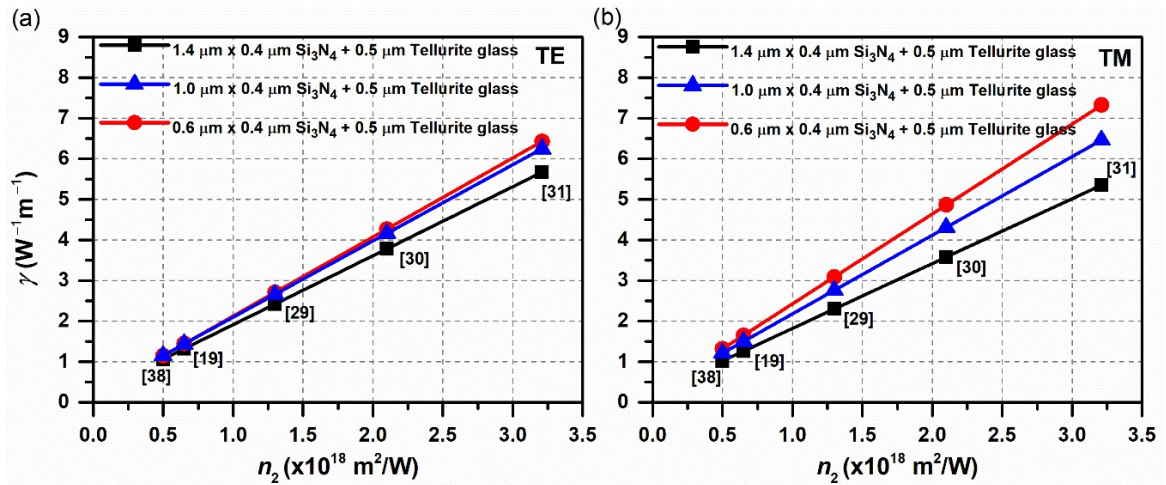 (a)
1.4 μm x 0.4 μm Si₃N₄ + 0.5 μm Tellurite glass
TE
1.0 μm x 0.4 μm Si₃N₄ + 0.5 μm Tellurite glass
0.6 μm x 0.4 μm Si₃N₄ + 0.5 μm Tellurite glass
9
8
7
6
5
4
3
2
1
0
γ (W⁻¹m⁻¹)
[38]
[19]
[29]
[30]
[31]
0.0 0.5 1.0 1.5 2.0 2.5 3.0 3.5
n₂ (x10¹⁸ m²/W)
(b)
1.4 μm x 0.4 μm Si₃N₄ + 0.5 μm Tellurite glass
TM
1.0 μm x 0.4 μm Si₃N₄ + 0.5 μm Tellurite glass
0.6 μm x 0.4 μm Si₃N₄ + 0.5 μm Tellurite glass
9
8
7
6
5
4
3
2
1
0
[38]
[19]
[29]
[30]
[31]
0.0 0.5 1.0 1.5 2.0 2.5 3.0 3.5
n₂ (x10¹⁸ m²/W)